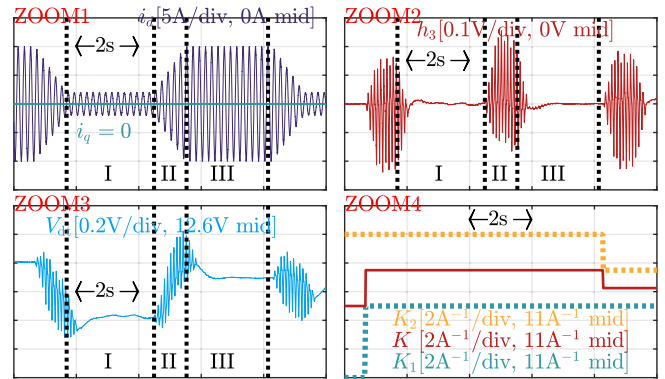 ZOOM1
i_d [5A/div, 0A mid]
2s
i_q = 0
I
II
III
ZOOM2
h_3 [0.1V/div, 0V mid]
2s
I
II
III
ZOOM3
V_d [0.2V/div, 12.6V mid]
2s
I
II
III
ZOOM4
2s
K_2 [2A⁻¹/div, 11A⁻¹ mid]
K [2A⁻¹/div, 11A⁻¹ mid]
K_1 [2A⁻¹/div, 11A⁻¹ mid]